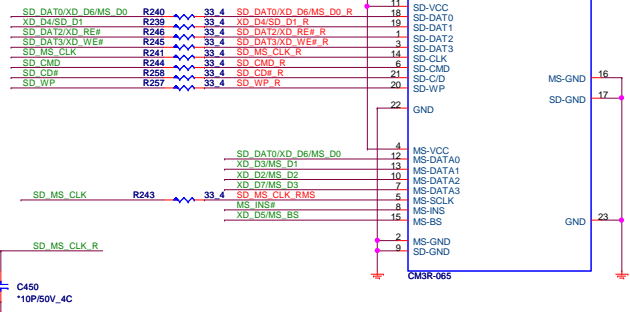 11 SD-VCC
SD_DAT0/XD_D6/MS_D0 R240 33_4 SD_DAT0/XD_D6/MS_D0_R 18 SD-DAT0
XD_D4/SD_D1 R239 33_4 XD_D4/SD_D1_R 19 SD-DAT1
SD_DAT2/XD_RE# R246 33_4 SD_DAT2/XD_RE#_R 1 SD-DAT2
SD_DAT3/XD_WE# R245 33_4 SD_DAT3/XD_WE#_R 3 SD-DAT3
SD_MS_CLK R241 33_4 SD_MS_CLK_R 14 SD-CLK
SD_CMD R244 33_4 SD_CMD_R 6 SD-CMD
SD_CD# R258 33_4 SD_CD#_R 21 SD-C/D
SD_WP R257 33_4 SD_WP_R 20 SD-WP
MS-GND 16
SD-GND 17
22 GND
4 MS-VCC
SD_DAT0/XD_D6/MS_D0 12 MS-DATA0
XD_D3/MS_D1 13 MS-DATA1
XD_D2/MS_D2 10 MS-DATA2
XD_D7/MS_D3 7 MS-DATA3
SD_MS_CLK R243 33_4 SD_MS_CLK_RMS 5 MS-SCLK
MS_INS# 8 MS-INS
XD_D5/MS_BS 15 MS-BS
GND 23
2 MS-GND
9 SD-GND
SD_MS_CLK_R
CM3R-065
C450
*10P/50V_4C